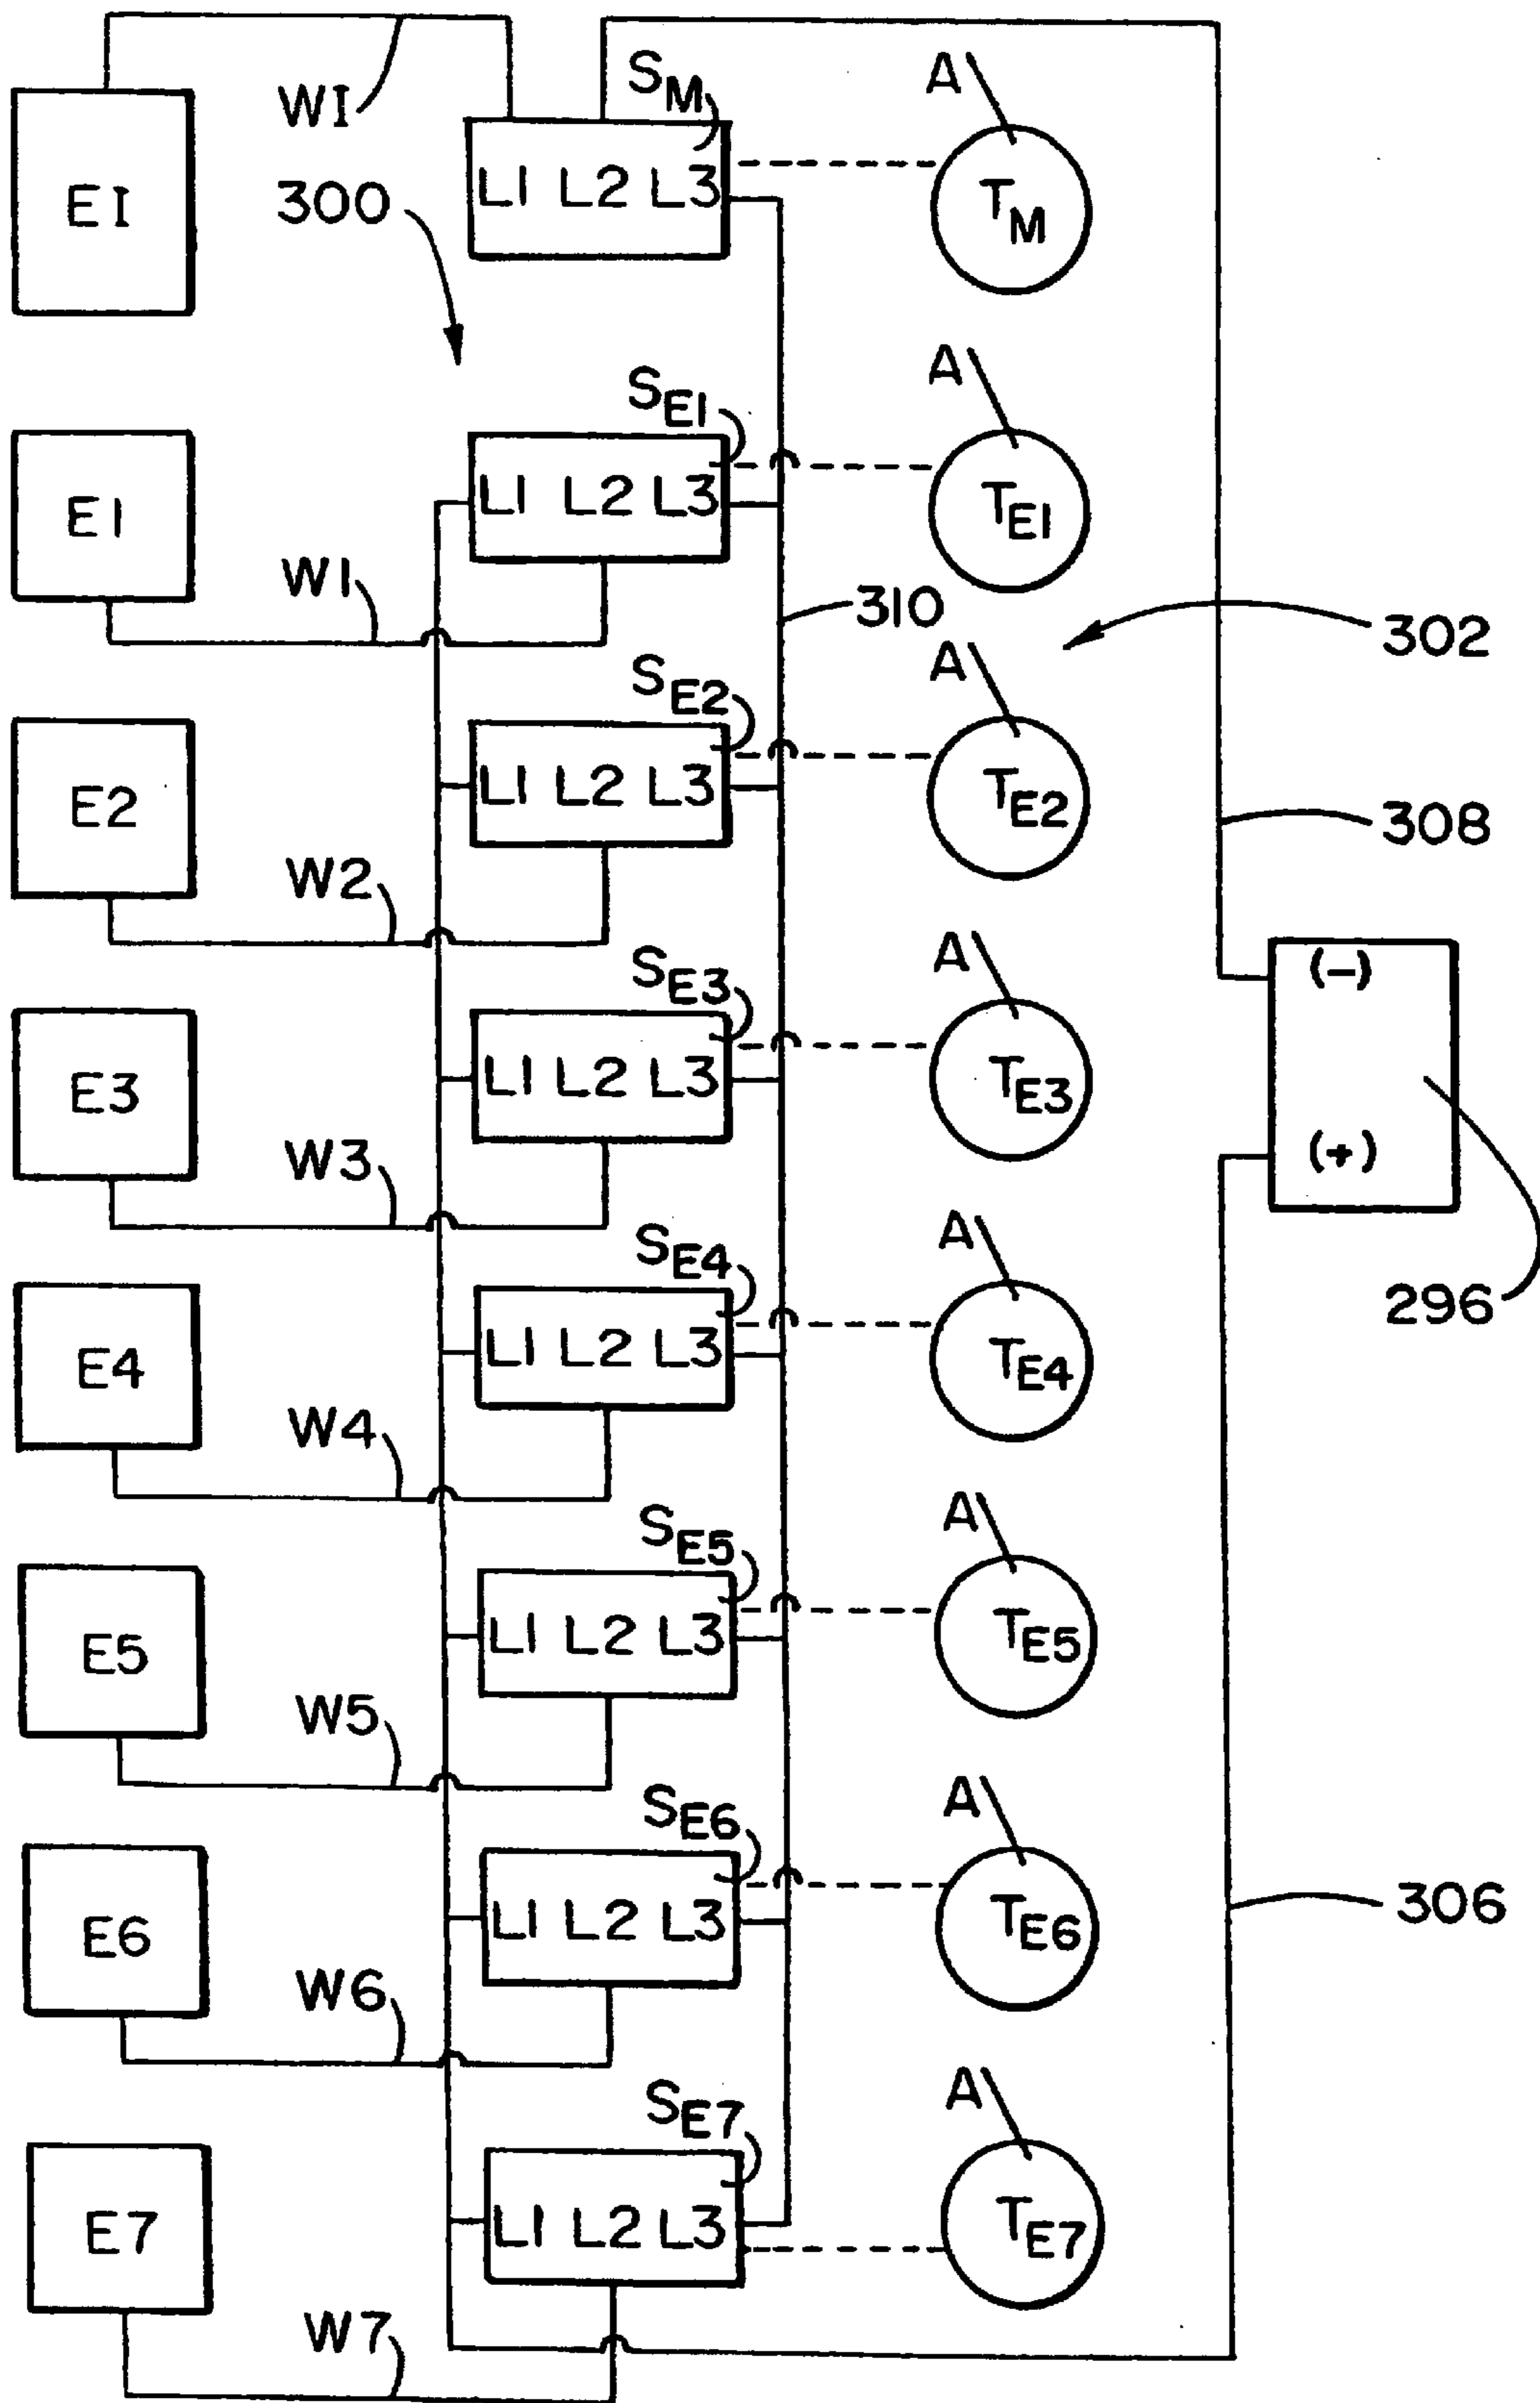 WI
S_M
A
EI
300
L1 L2 L3
T_M
S_E1
A
E1
L1 L2 L3
T_E1
W1
310
302
S_E2
A
E2
L1 L2 L3
T_E2
308
W2
S_E3
A
(-)
E3
L1 L2 L3
T_E3
(+)
W3
S_E4
A
296
E4
L1 L2 L3
T_E4
W4
S_E5
A
E5
L1 L2 L3
T_E5
W5
S_E6
A
E6
L1 L2 L3
T_E6
306
W6
S_E7
A
E7
L1 L2 L3
T_E7
W7